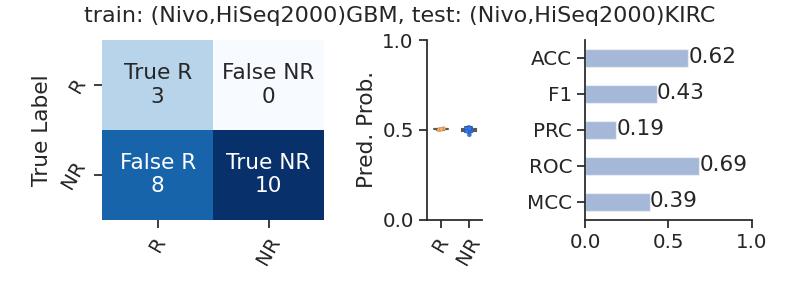 train: (Nivo,HiSeq2000)GBM, test: (Nivo,HiSeq2000)KIRC
True Label
R
NR
True R
3
False NR
0
False R
8
True NR
10
R
NR
Pred. Prob.
1.0
0.5
0.0
R
NR
ACC
0.62
F1
0.43
PRC
0.19
ROC
0.69
MCC
0.39
0.0
0.5
1.0